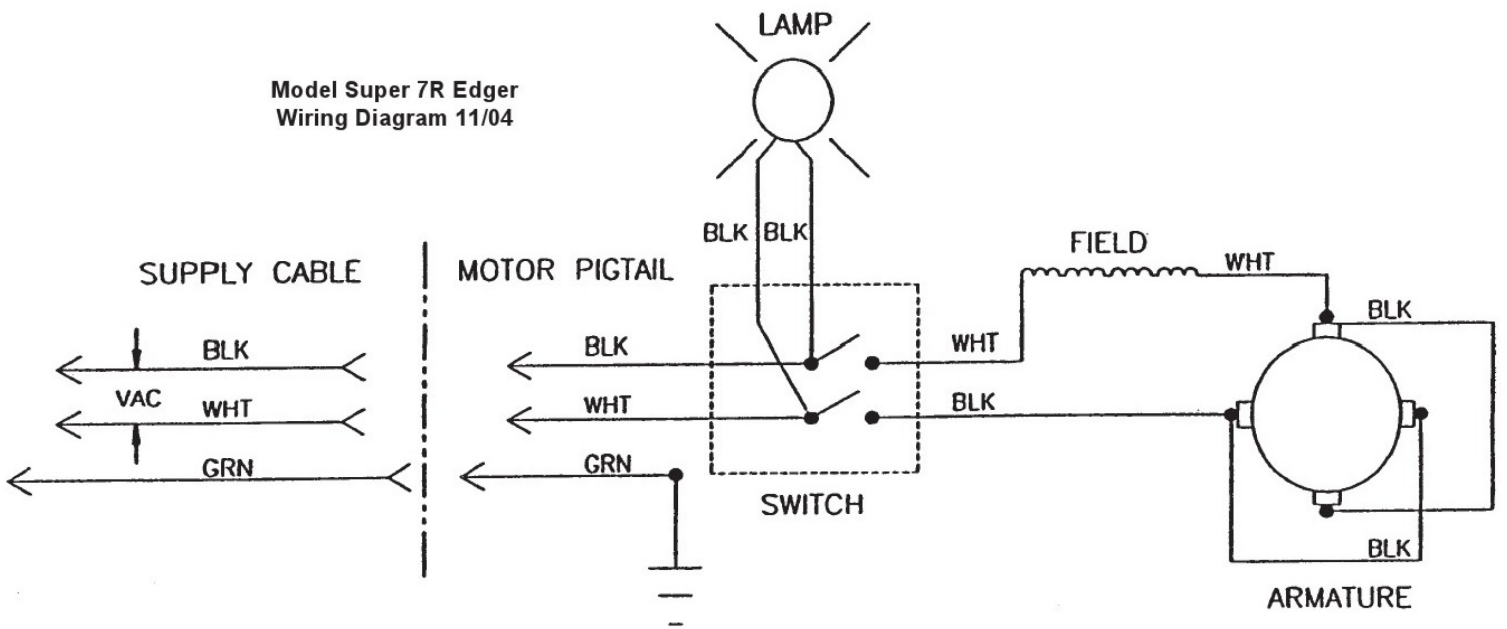 LAMP
Model Super 7R Edger
Wiring Diagram 11/04
BLK BLK
FIELD
WHT
SUPPLY CABLE
MOTOR PIGTAIL
BLK
BLK
BLK
WHT
VAC
WHT
WHT
BLK
GRN
GRN
SWITCH
BLK
ARMATURE